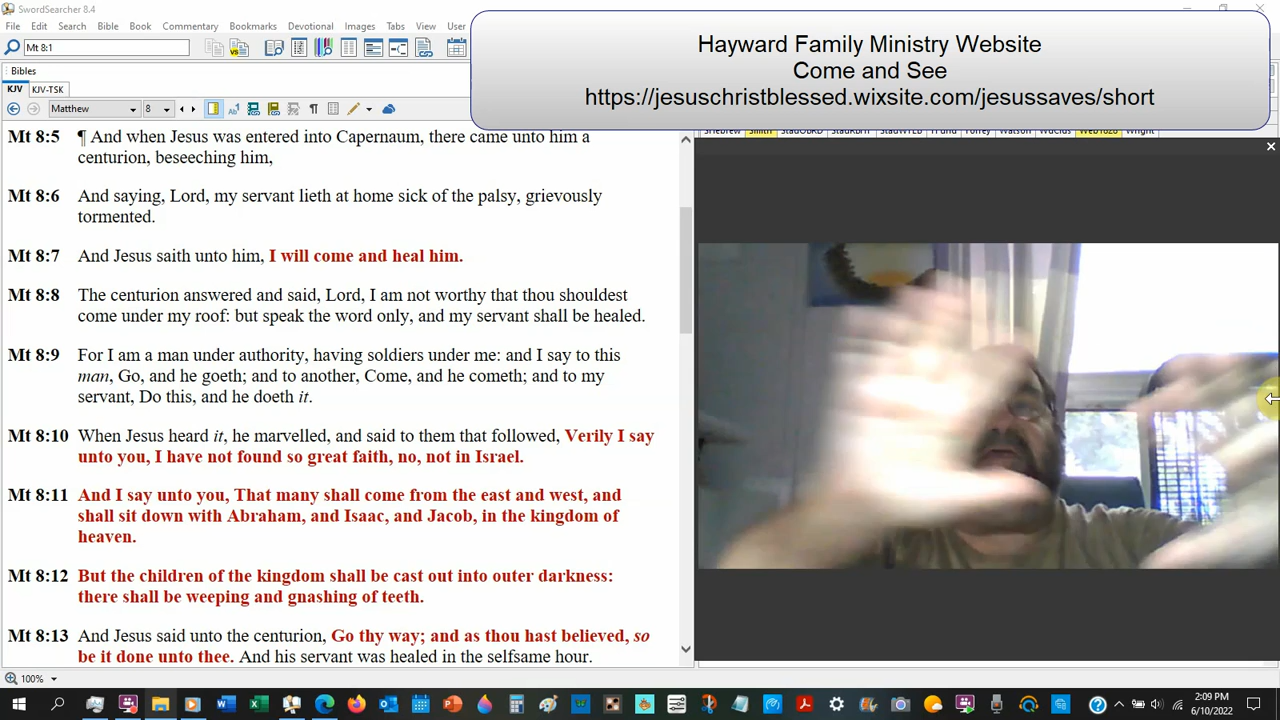 SwordSearcher 8.4
File Edit Search Bible Book Commentary Bookmarks Devotional Images Tabs View User
Hayward Family Ministry Website
Come and See
https://jesuschristblessed.wixsite.com/jesussaves/short
Mt 8:1
Bibles
KJV KJV-TSK
Matthew 8
Smith Torrey Watson Web1828 Wright
Mt 8:5 ¶ And when Jesus was entered into Capernaum, there came unto him a
centurion, beseeching him,
Mt 8:6 And saying, Lord, my servant lieth at home sick of the palsy, grievously
tormented.
Mt 8:7 And Jesus saith unto him, I will come and heal him.
Mt 8:8 The centurion answered and said, Lord, I am not worthy that thou shouldest
come under my roof: but speak the word only, and my servant shall be healed.
Mt 8:9 For I am a man under authority, having soldiers under me: and I say to this
man, Go, and he goeth; and to another, Come, and he cometh; and to my
servant, Do this, and he doeth it.
Mt 8:10 When Jesus heard it, he marvelled, and said to them that followed, Verily I say
unto you, I have not found so great faith, no, not in Israel.
Mt 8:11 And I say unto you, That many shall come from the east and west, and
shall sit down with Abraham, and Isaac, and Jacob, in the kingdom of
heaven.
Mt 8:12 But the children of the kingdom shall be cast out into outer darkness:
there shall be weeping and gnashing of teeth.
Mt 8:13 And Jesus said unto the centurion, Go thy way; and as thou hast believed, so
be it done unto thee. And his servant was healed in the selfsame hour.
100%
2:09 PM
6/10/2022